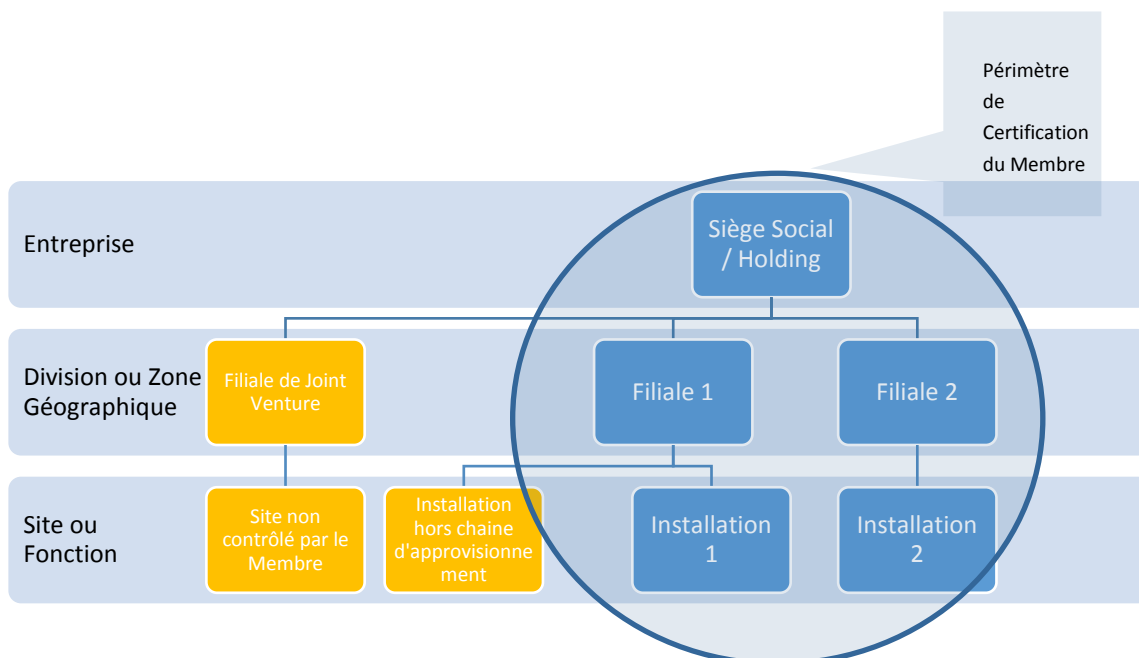 Périmètre
de
Certification
du Membre
Entreprise
Siège Social
/ Holding
Division ou Zone
Géographique
Filiale de Joint
Venture
Filiale 1
Filiale 2
Site ou
Fonction
Site non
contrôlé par le
Membre
Installation
hors chaine
d'approvisionne
ment
Installation
1
Installation
2